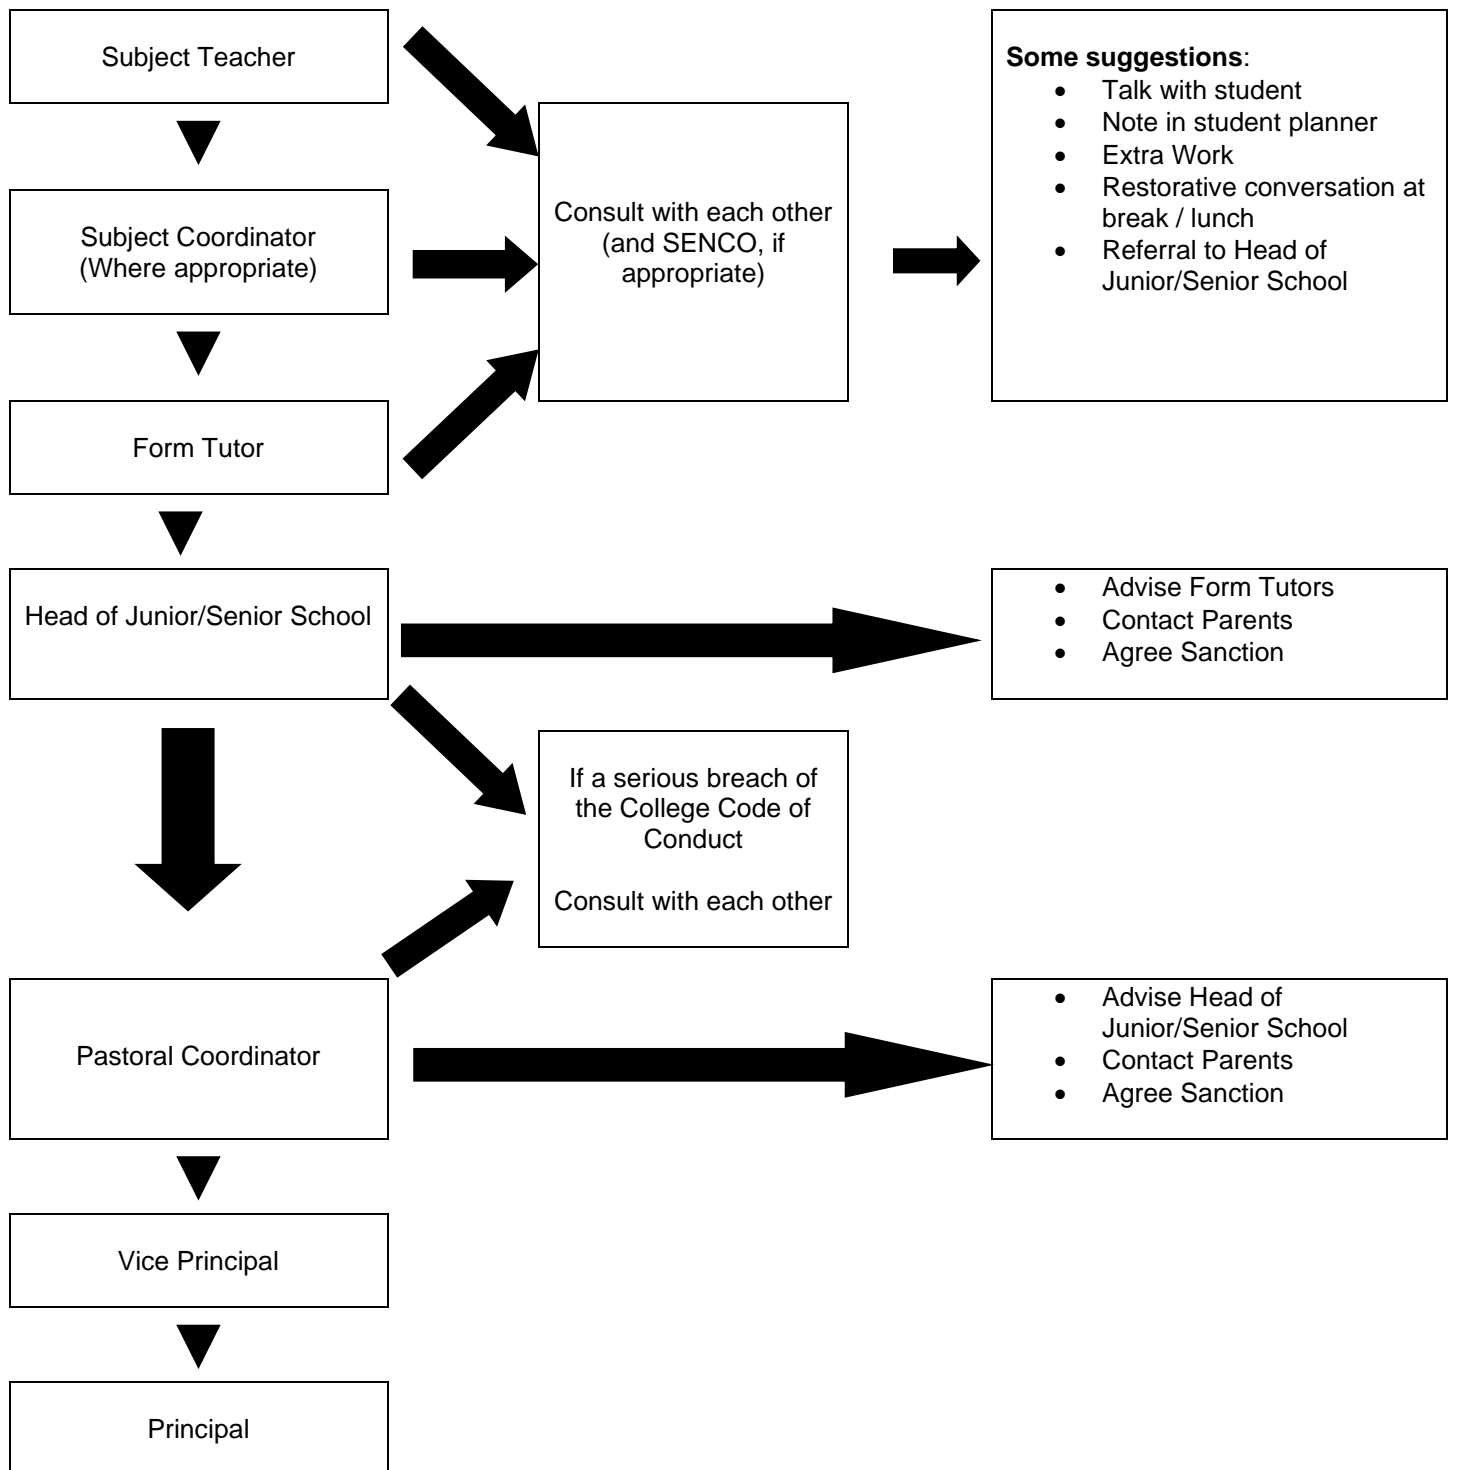 Subject Teacher
Subject Coordinator
(Where appropriate)
Form Tutor
Consult with each other
(and SENCO, if
appropriate)
Some suggestions:
• Talk with student
• Note in student planner
• Extra Work
• Restorative conversation at
break / lunch
• Referral to Head of
Junior/Senior School
Head of Junior/Senior School
• Advise Form Tutors
• Contact Parents
• Agree Sanction
If a serious breach of
the College Code of
Conduct
Consult with each other
Pastoral Coordinator
• Advise Head of
Junior/Senior School
• Contact Parents
• Agree Sanction
Vice Principal
Principal